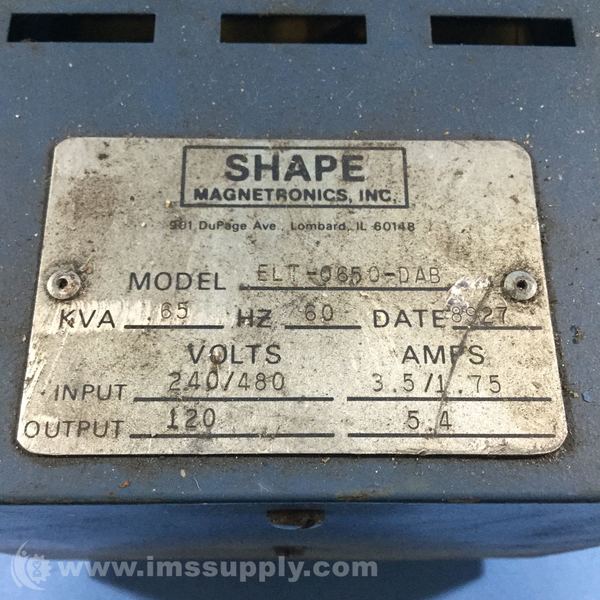 SHAPE
MAGNETRONICS, INC.
901 DuPage Ave., Lombard, IL 60148
MODEL ELT-0650-DAB
KVA .65 HZ 60 DATE 8927
VOLTS AMPS
INPUT 240/480 3.5/1.75
OUTPUT 120 5.4
www.imssupply.com